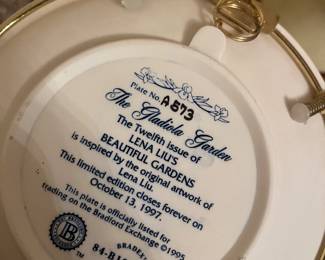 Plate No. A573
The Gladiola Garden
The Twelfth Issue of
LENA LIU'S
BEAUTIFUL GARDENS
is inspired by the original artwork of
Lena Liu.
This limited edition closes forever on
October 13, 1997.
This plate is officially listed for
trading on the Bradford Exchange ©1995
84-B1